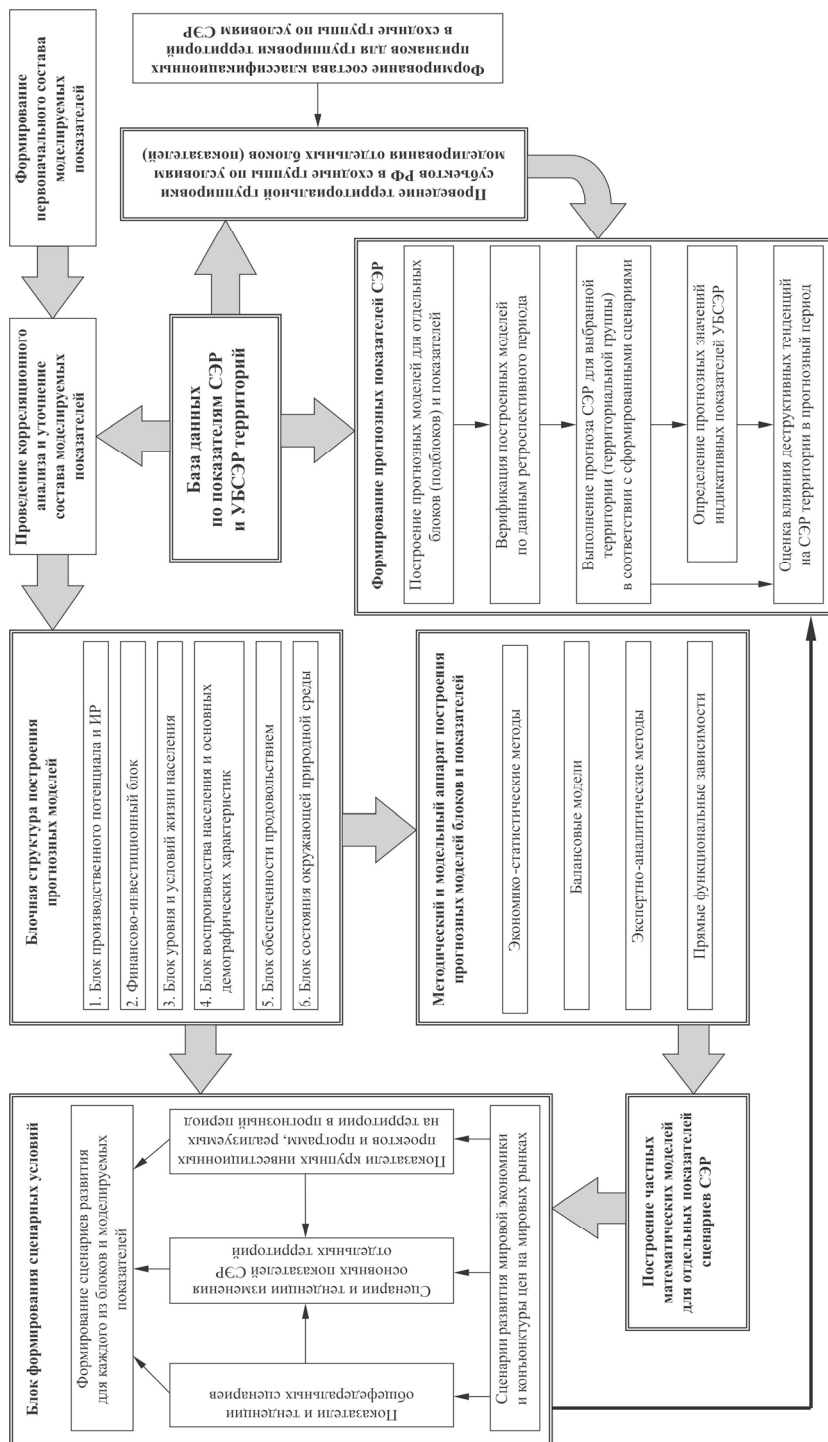 Формирование
первоначального состава
моделируемых
показателей
Проведение корреляционного
анализа и уточнение
состава моделируемых
показателей
База данных
по показателям СЭР
и УБСЭР территорий
Формирование состава классификационных
признаков для группировки территорий
в сходные группы по условиям СЭР
Проведение территориальной группировки
субъектов РФ в сходные группы по условиям
моделирования отдельных блоков (показателей)
Блочная структура построения
прогнозных моделей
1. Блок производственного потенциала и ИР
2. Финансово-инвестиционный блок
3. Блок уровня и условий жизни населения
4. Блок воспроизводства населения и основных
демографических характеристик
5. Блок обеспеченности продовольствием
6. Блок состояния окружающей природной среды
Формирование прогнозных показателей СЭР
Построение прогнозных моделей для отдельных
блоков (подблоков) и показателей
Верификация построенных моделей
по данным ретроспективного периода
Выполнение прогноза СЭР для выбранной
территории (территориальной группы)
в соответствии с сформированными сценариями
Определение прогнозных значений
индикативных показателей УБСЭР
Оценка влияния деструктивных тенденций
на СЭР территории в прогнозный период
Методический и модельный аппарат построения
прогнозных моделей блоков и показателей
Экономико-статистические методы
Балансовые модели
Экспертно-аналитические методы
Прямые функциональные зависимости
Блок формирования сценарных условий
Формирование сценариев развития
для каждого из блоков и моделируемых
показателей
Показатели и тенденции
общефедеральных сценариев
Сценарии и тенденции изменения
основных показателей СЭР
отдельных территорий
Показатели крупных инвестиционных
проектов и программ, реализуемых
на территории в прогнозный период
Сценарии развития мировой экономики
и конъюнктуры цен на мировых рынках
Построение частных
математических моделей
для отдельных показателей
сценариев СЭР